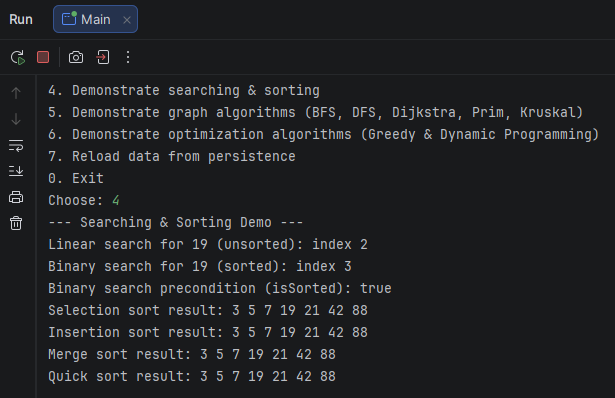 Run Main
4. Demonstrate searching & sorting
5. Demonstrate graph algorithms (BFS, DFS, Dijkstra, Prim, Kruskal)
6. Demonstrate optimization algorithms (Greedy & Dynamic Programming)
7. Reload data from persistence
0. Exit
Choose: 4
--- Searching & Sorting Demo ---
Linear search for 19 (unsorted): index 2
Binary search for 19 (sorted): index 3
Binary search precondition (isSorted): true
Selection sort result: 3 5 7 19 21 42 88
Insertion sort result: 3 5 7 19 21 42 88
Merge sort result: 3 5 7 19 21 42 88
Quick sort result: 3 5 7 19 21 42 88